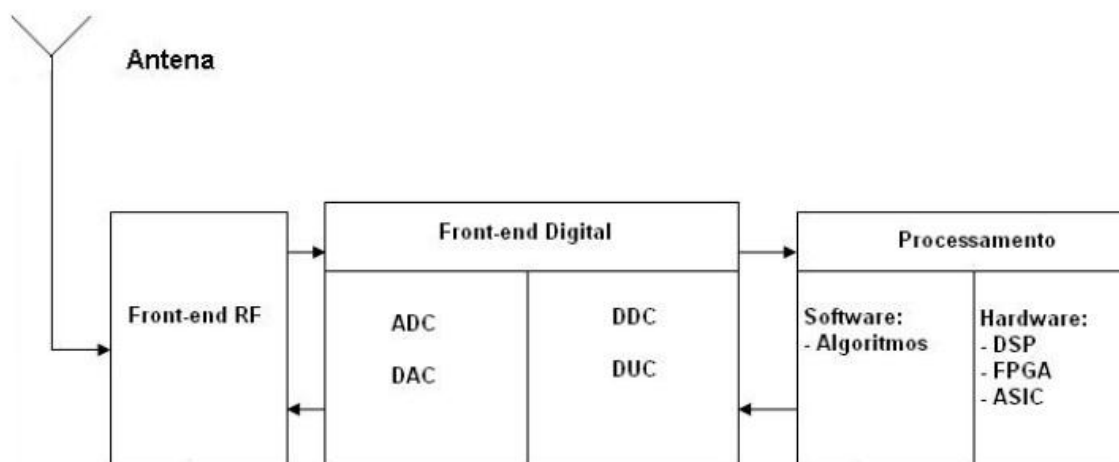 Antena
Front-end RF
Front-end Digital
ADC
DAC
DDC
DUC
Processamento
Software:
- Algoritmos
Hardware:
- DSP
- FPGA
- ASIC